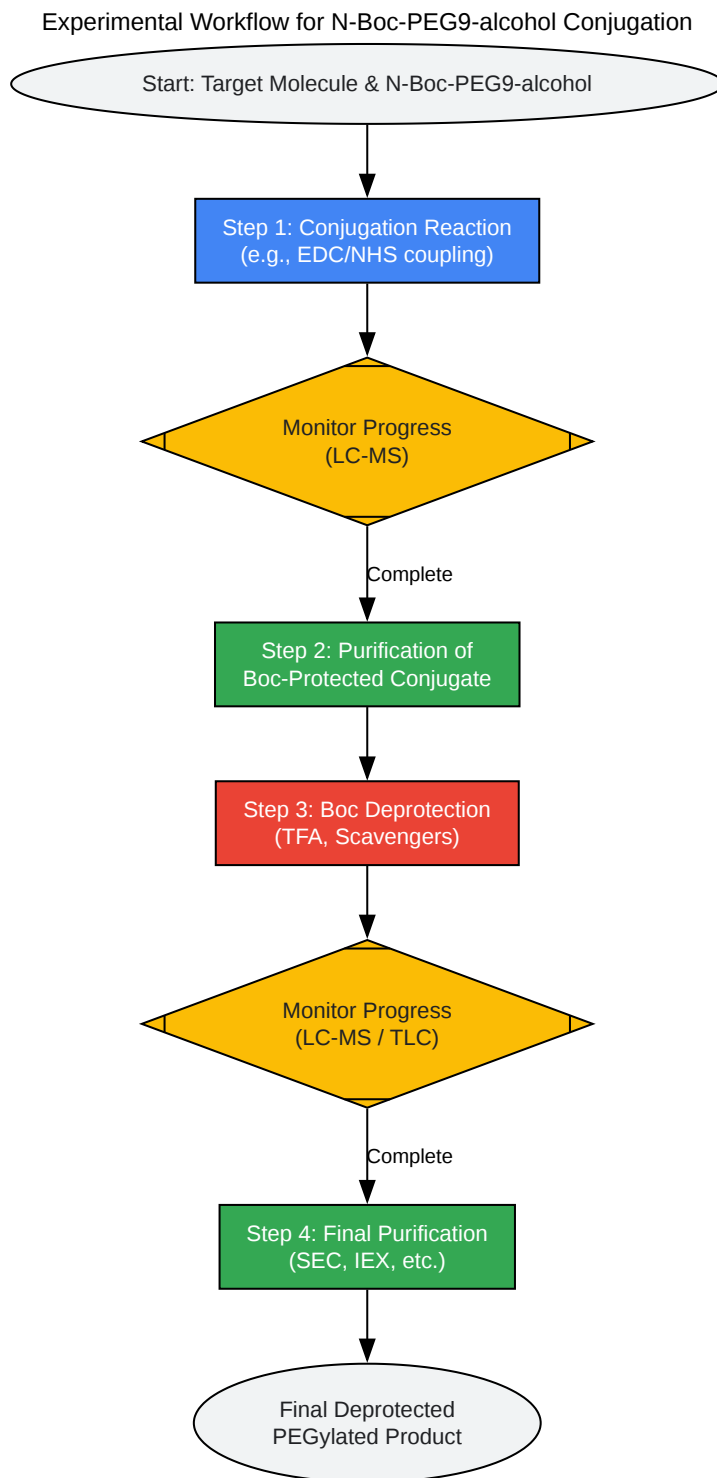 Experimental Workflow for N-Boc-PEG9-alcohol Conjugation
Start: Target Molecule & N-Boc-PEG9-alcohol
Step 1: Conjugation Reaction
(e.g., EDC/NHS coupling)
Monitor Progress
(LC-MS)
Complete
Step 2: Purification of
Boc-Protected Conjugate
Step 3: Boc Deprotection
(TFA, Scavengers)
Monitor Progress
(LC-MS / TLC)
Complete
Step 4: Final Purification
(SEC, IEX, etc.)
Final Deprotected
PEGylated Product